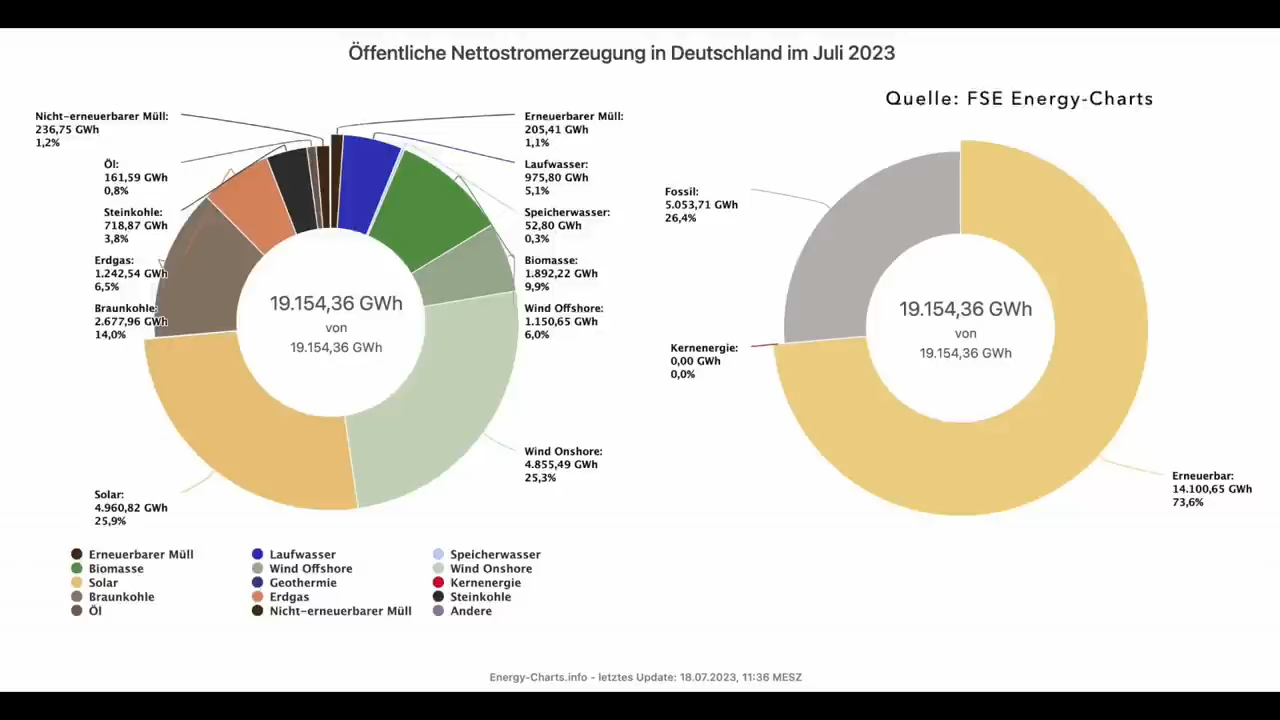 Öffentliche Nettostromerzeugung in Deutschland im Juli 2023
Quelle: FSE Energy-Charts
Nicht-erneuerbarer Müll:
236,75 GWh
1,2%
Öl:
161,59 GWh
0,8%
Steinkohle:
718,87 GWh
3,8%
Erdgas:
1.242,54 GWh
6,5%
Braunkohle:
2.677,96 GWh
14,0%
Solar:
4.960,82 GWh
25,9%
19.154,36 GWh
von
19.154,36 GWh
Erneuerbarer Müll:
205,41 GWh
1,1%
Laufwasser:
975,80 GWh
5,1%
Speicherwasser:
52,80 GWh
0,3%
Biomasse:
1.892,22 GWh
9,9%
Wind Offshore:
1.150,65 GWh
6,0%
Wind Onshore:
4.855,49 GWh
25,3%
Fossil:
5.053,71 GWh
26,4%
Kernenergie:
0,00 GWh
0,0%
19.154,36 GWh
von
19.154,36 GWh
Erneuerbar:
14.100,65 GWh
73,6%
Erneuerbarer Müll
Laufwasser
Speicherwasser
Biomasse
Wind Offshore
Wind Onshore
Solar
Geothermie
Kernenergie
Braunkohle
Erdgas
Steinkohle
Öl
Nicht-erneuerbarer Müll
Andere
Energy-Charts.info - letztes Update: 18.07.2023, 11:36 MESZ